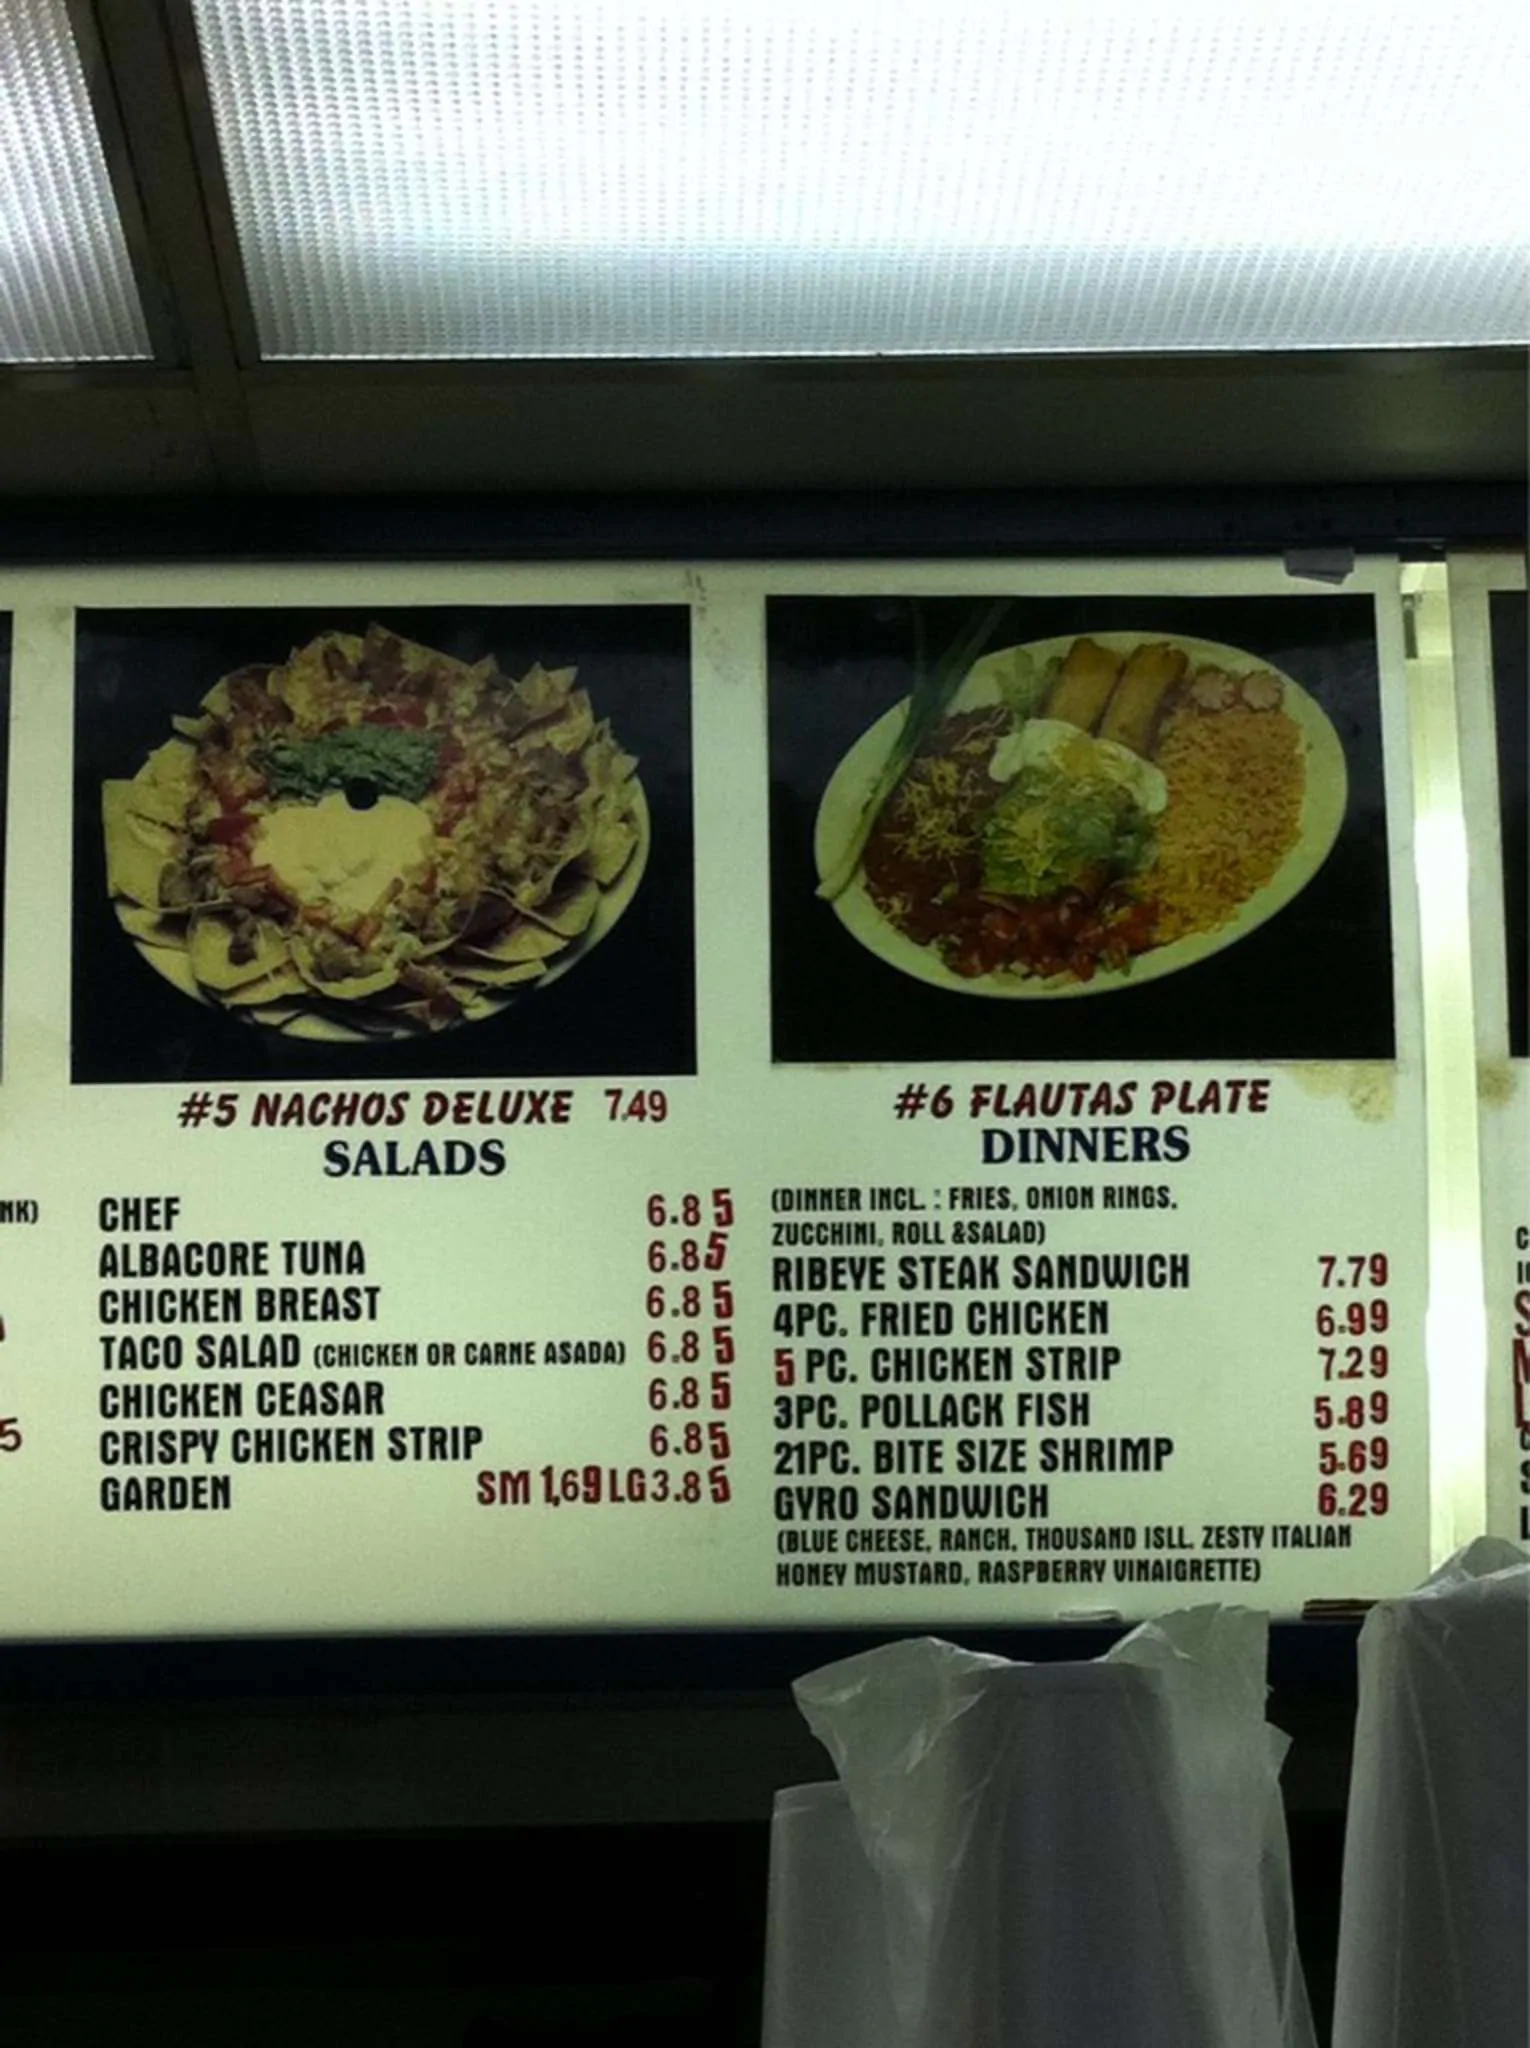 #5 NACHOS DELUXE 7.49
SALADS
CHEF 6.85
ALBACORE TUNA 6.85
CHICKEN BREAST 6.85
TACO SALAD (CHICKEN OR CARNE ASADA) 6.85
CHICKEN CEASAR 6.85
CRISPY CHICKEN STRIP 6.85
GARDEN SM 1,69 LG 3.85
#6 FLAUTAS PLATE
DINNERS
(DINNER INCL. : FRIES, ONION RINGS,
ZUCCHINI, ROLL &SALAD)
RIBEYE STEAK SANDWICH 7.79
4PC. FRIED CHICKEN 6.99
5 PC. CHICKEN STRIP 7.29
3PC. POLLACK FISH 5.89
21PC. BITE SIZE SHRIMP 5.69
GYRO SANDWICH 6.29
(BLUE CHEESE, RANCH, THOUSAND ISLL. ZESTY ITALIAN
HONEY MUSTARD, RASPBERRY VINAIGRETTE)
NK)
5